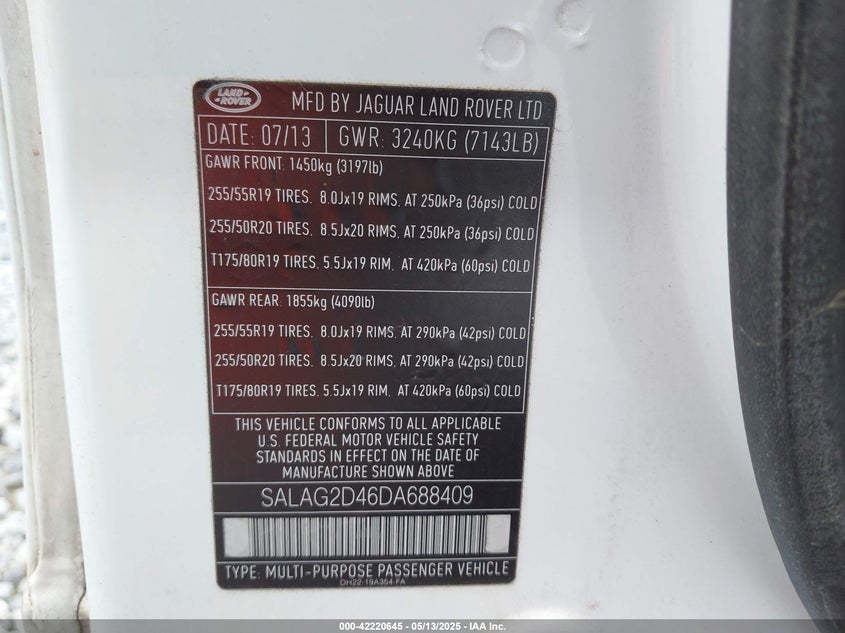 LAND ROVER
MFD BY JAGUAR LAND ROVER LTD
DATE: 07/13 GWR: 3240KG (7143LB)
GAWR FRONT: 1450kg (3197lb)
255/55R19 TIRES, 8.0Jx19 RIMS, AT 250kPa (36psi) COLD
255/50R20 TIRES, 8.5Jx20 RIMS, AT 250kPa (36psi) COLD
T175/80R19 TIRES, 5.5Jx19 RIM, AT 420kPa (60psi) COLD
GAWR REAR: 1855kg (4090lb)
255/55R19 TIRES, 8.0Jx19 RIMS, AT 290kPa (42psi) COLD
255/50R20 TIRES, 8.5Jx20 RIMS, AT 290kPa (42psi) COLD
T175/80R19 TIRES, 5.5Jx19 RIM, AT 420kPa (60psi) COLD
THIS VEHICLE CONFORMS TO ALL APPLICABLE
U.S. FEDERAL MOTOR VEHICLE SAFETY
STANDARDS IN EFFECT ON THE DATE OF
MANUFACTURE SHOWN ABOVE
SALAG2D46DA688409
TYPE: MULTI-PURPOSE PASSENGER VEHICLE
DH22-19A354-FA
000-42220645 - 05/13/2025 - IAA Inc.